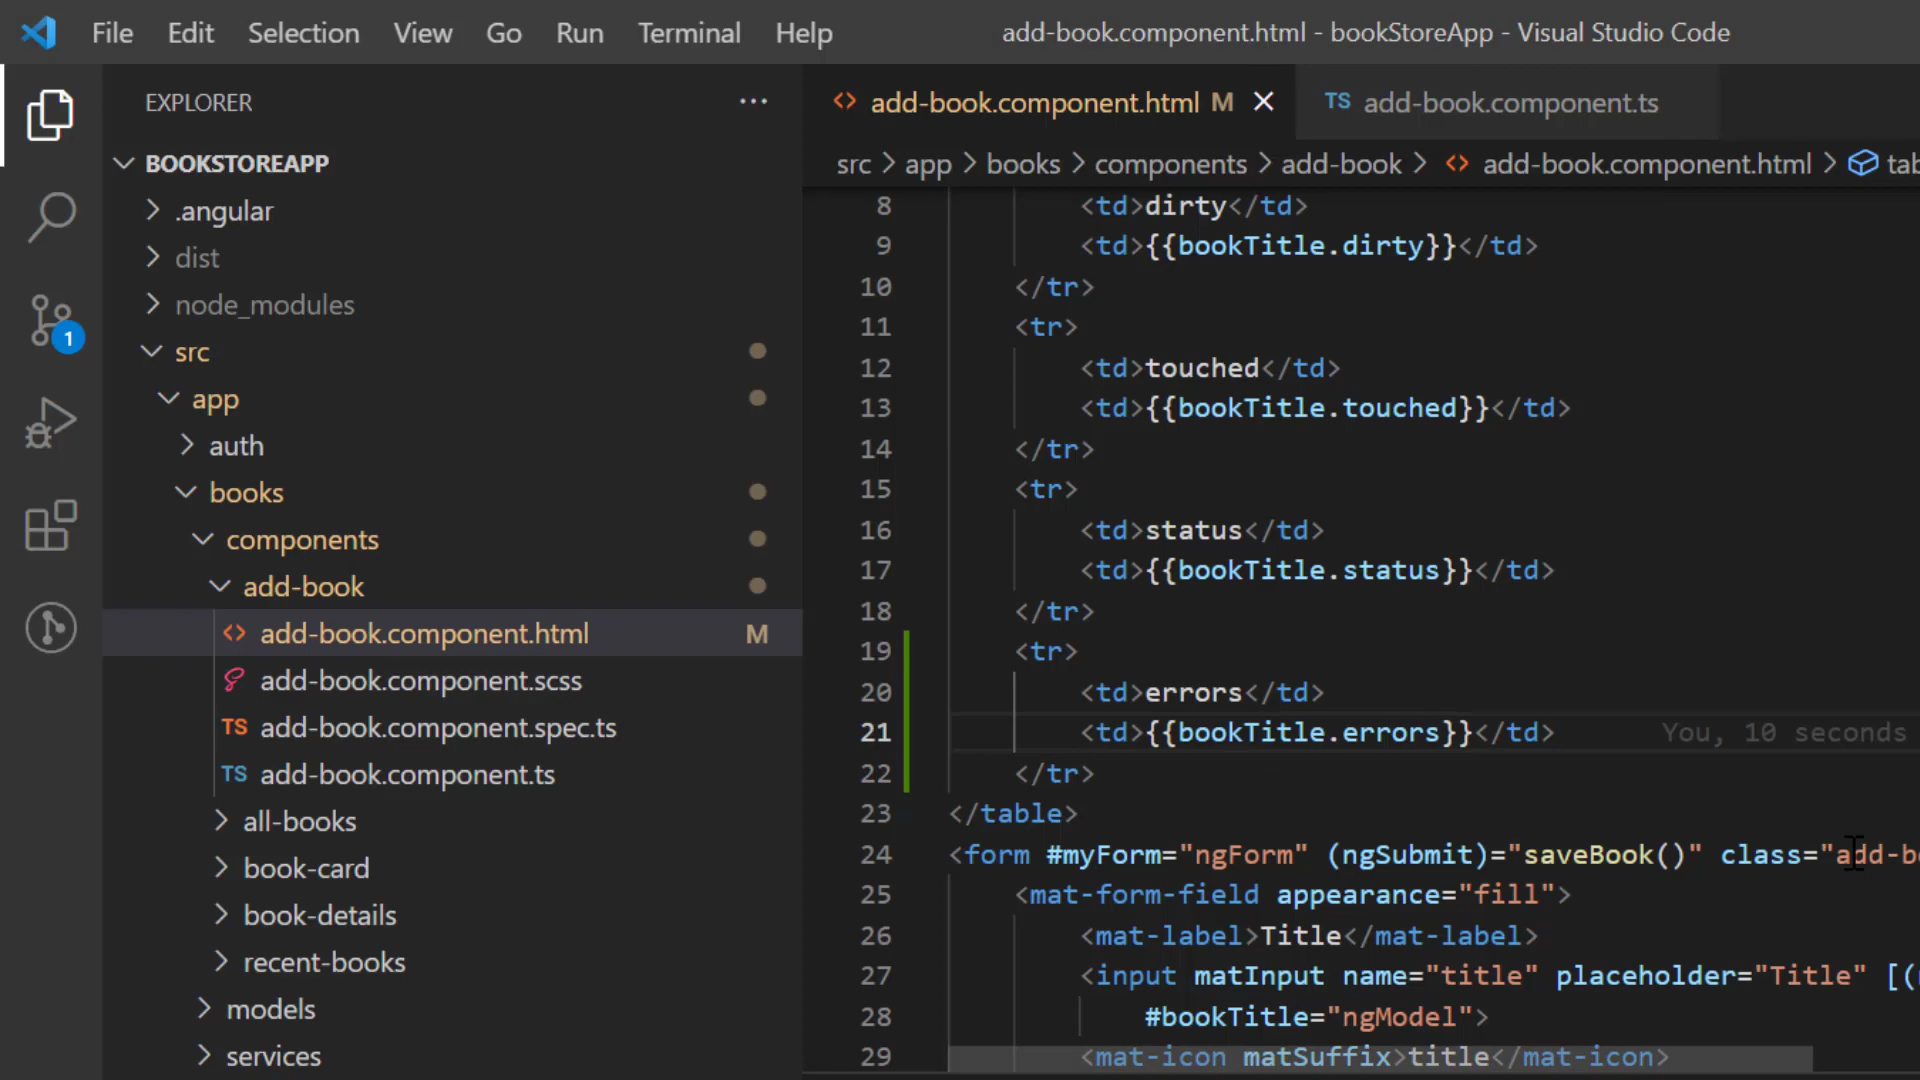 File Edit Selection View Go Run Terminal Help
add-book.component.html - bookStoreApp - Visual Studio Code
EXPLORER
BOOKSTOREAPP
.angular
dist
node_modules
src
app
auth
books
components
add-book
add-book.component.html M
add-book.component.scss
TS add-book.component.spec.ts
TS add-book.component.ts
all-books
book-card
book-details
recent-books
models
services
1
add-book.component.html M
TS add-book.component.ts
src > app > books > components > add-book > add-book.component.html >
8 <td>dirty</td>
9 <td>{{bookTitle.dirty}}</td>
10 </tr>
11 <tr>
12 <td>touched</td>
13 <td>{{bookTitle.touched}}</td>
14 </tr>
15 <tr>
16 <td>status</td>
17 <td>{{bookTitle.status}}</td>
18 </tr>
19 <tr>
20 <td>errors</td>
21 <td>{{bookTitle.errors}}</td> You, 10 seconds
22 </tr>
23 </table>
24 <form #myForm="ngForm" (ngSubmit)="saveBook()" class="add-b
25 <mat-form-field appearance="fill">
26 <mat-label>Title</mat-label>
27 <input matInput name="title" placeholder="Title" [(
28 #bookTitle="ngModel">
29 <mat-icon matSuffix>title</mat-icon>